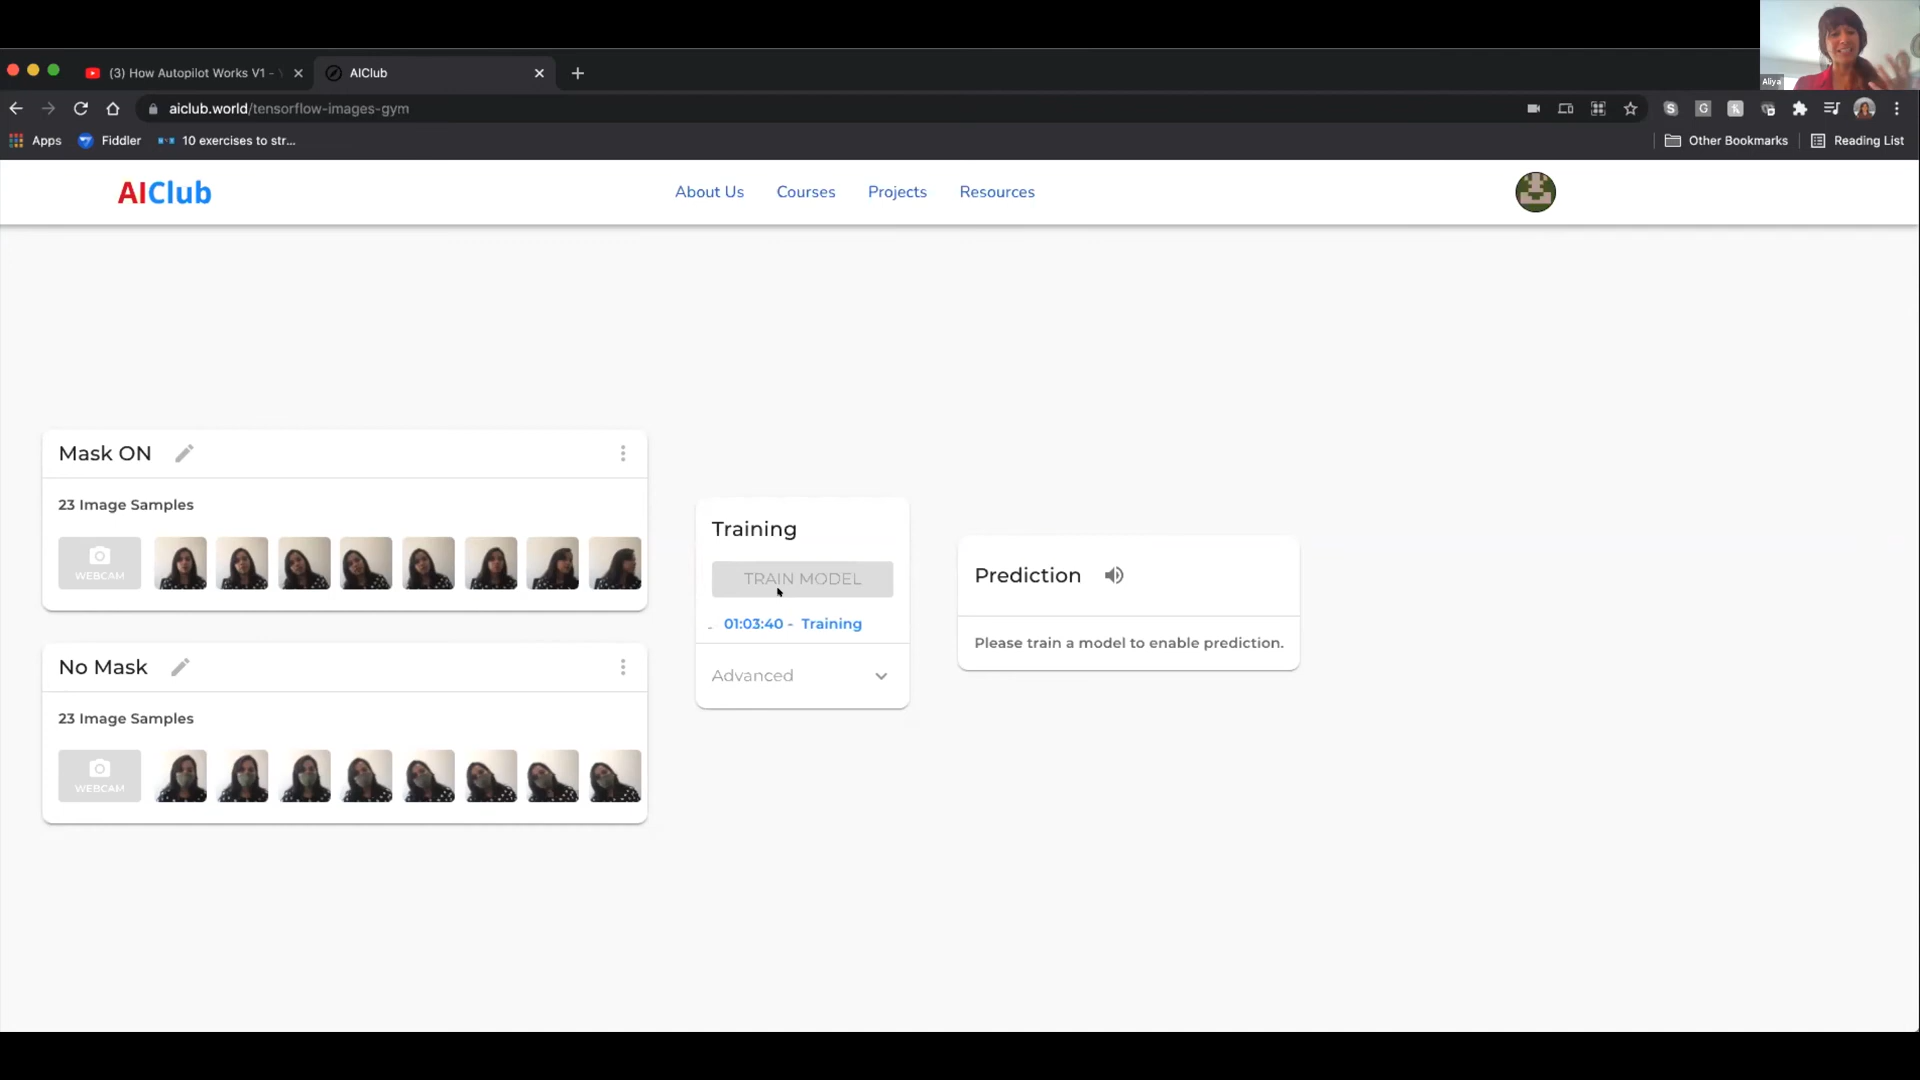 Aliya
(3) How Autopilot Works V1 -
AIClub
aiclub.world/tensorflow-images-gym
Apps
Fiddler
10 exercises to str...
Other Bookmarks
Reading List
AIClub
About Us
Courses
Projects
Resources
Mask ON
23 Image Samples
WEBCAM
No Mask
23 Image Samples
WEBCAM
Training
TRAIN MODEL
01:03:40 - Training
Advanced
Prediction
Please train a model to enable prediction.